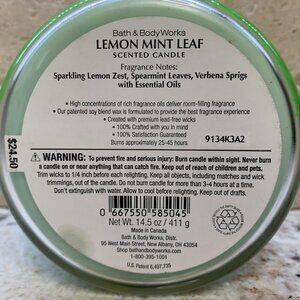 Bath & Body Works
LEMON MINT LEAF
SCENTED CANDLE
Fragrance Notes:
Sparkling Lemon Zest, Spearmint Leaves, Verbena Sprigs
with Essential Oils
• High concentrations of rich fragrance oils deliver room-filling fragrance
• Our patented soy blend wax is formulated to provide the best fragrance experience
• Created with premium lead-free wicks
• 100% Crafted with you in mind
• 100% Satisfaction Guaranteed
Burns approximately 25-45 hours
9134K3A2
$24.50
WARNING: To prevent fire and serious injury: Burn candle within sight. Never burn
a candle on or near anything that can catch fire. Keep out of reach of children and pets.
Trim wicks to 1/4 inch before each relighting. Keep all objects, including matches and wick
trimmings, out of the candle. Do not burn candle for more than 3-4 hours at a time.
Don't extinguish with water. Allow to cool before relighting. Keep out of drafts.
0 667550 585045
Net Wt. 14.5 oz / 411 g
Made in Canada
Bath & Body Works, Distr.
95 West Main Street, New Albany, OH 43054
Shop bathandbodyworks.com
1-800-395-1001
U.S. Patent 6,497,735